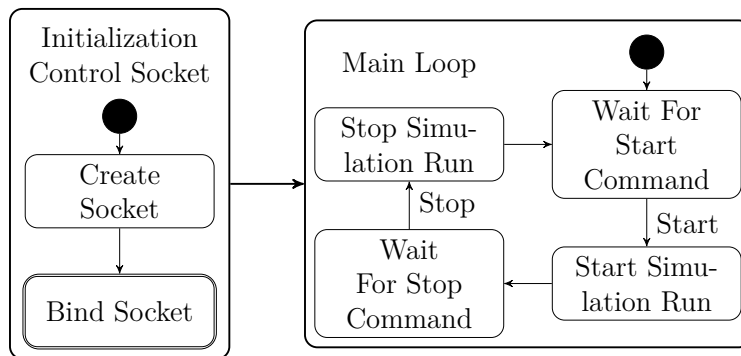 Initialization
Control Socket
Create
Socket
Bind Socket
Main Loop
Wait For
Start
Command
Start
Start Simu-
lation Run
Wait
For Stop
Command
Stop
Stop Simu-
lation Run